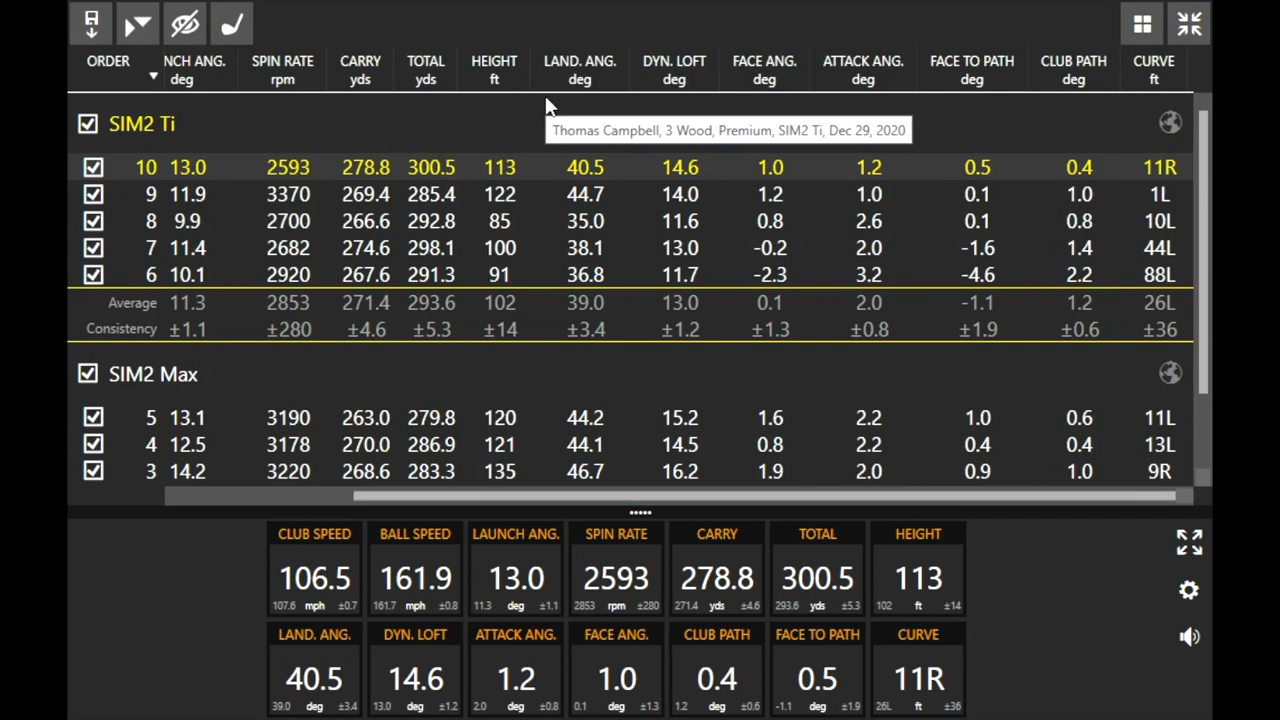 ORDER NCH ANG. SPIN RATE CARRY TOTAL HEIGHT LAND. ANG. DYN. LOFT FACE ANG. ATTACK ANG. FACE TO PATH CLUB PATH CURVE
deg rpm yds yds ft deg deg deg deg deg deg ft
SIM2 Ti
Thomas Campbell, 3 Wood, Premium, SIM2 Ti, Dec 29, 2020
10 13.0 2593 278.8 300.5 113 40.5 14.6 1.0 1.2 0.5 0.4 11R
9 11.9 3370 269.4 285.4 122 44.7 14.0 1.2 1.0 0.1 1.0 1L
8 9.9 2700 266.6 292.8 85 35.0 11.6 0.8 2.6 0.1 0.8 10L
7 11.4 2682 274.6 298.1 100 38.1 13.0 -0.2 2.0 -1.6 1.4 44L
6 10.1 2920 267.6 291.3 91 36.8 11.7 -2.3 3.2 -4.6 2.2 88L
Average 11.3 2853 271.4 293.6 102 39.0 13.0 0.1 2.0 -1.1 1.2 26L
Consistency ±1.1 ±280 ±4.6 ±5.3 ±14 ±3.4 ±1.2 ±1.3 ±0.8 ±1.9 ±0.6 ±36
SIM2 Max
5 13.1 3190 263.0 279.8 120 44.2 15.2 1.6 2.2 1.0 0.6 11L
4 12.5 3178 270.0 286.9 121 44.1 14.5 0.8 2.2 0.4 0.4 13L
3 14.2 3220 268.6 283.3 135 46.7 16.2 1.9 2.0 0.9 1.0 9R
CLUB SPEED BALL SPEED LAUNCH ANG. SPIN RATE CARRY TOTAL HEIGHT
106.5 161.9 13.0 2593 278.8 300.5 113
107.6 mph ±0.7 161.7 mph ±0.8 11.3 deg ±1.1 2853 rpm ±280 271.4 yds ±4.6 293.6 yds ±5.3 102 ft ±14
LAND. ANG. DYN. LOFT ATTACK ANG. FACE ANG. CLUB PATH FACE TO PATH CURVE
40.5 14.6 1.2 1.0 0.4 0.5 11R
39.0 deg ±3.4 13.0 deg ±1.2 2.0 deg ±0.8 0.1 deg ±1.3 1.2 deg ±0.6 -1.1 deg ±1.9 26L ft ±36